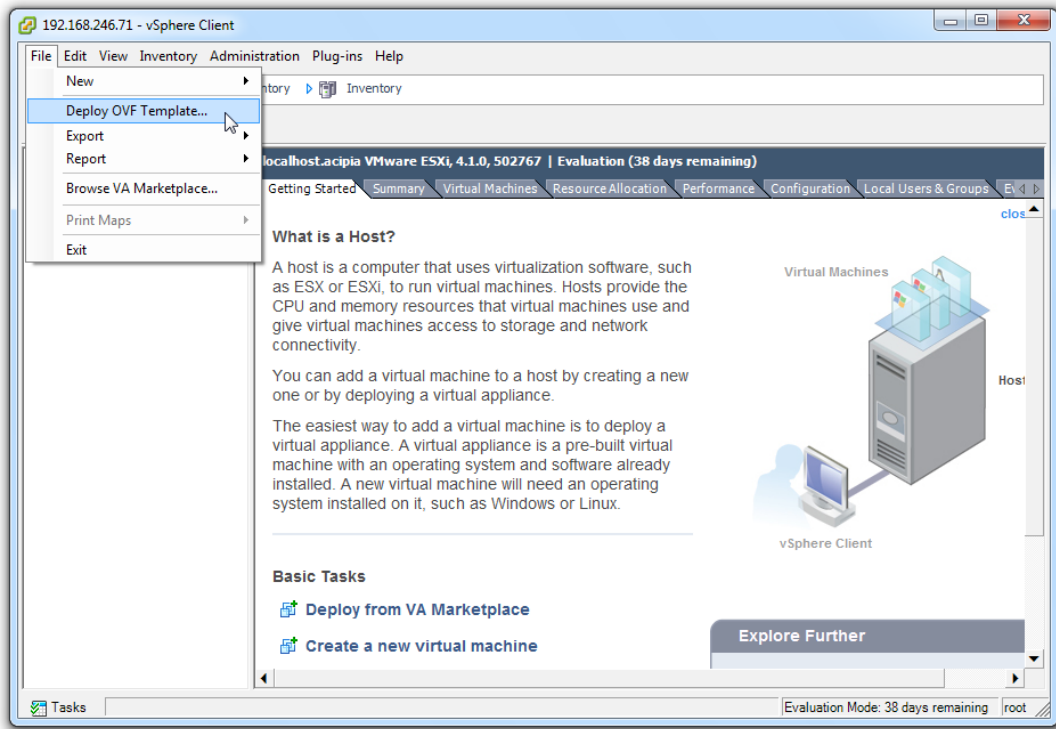 192.168.246.71 - vSphere Client
File Edit View Inventory Administration Plug-ins Help
New
Deploy OVF Template...
Export
Report
Browse VA Marketplace...
Print Maps
Exit
ntory Inventory
localhost.acipia VMware ESXi, 4.1.0, 502767 | Evaluation (38 days remaining)
Getting Started Summary Virtual Machines Resource Allocation Performance Configuration Local Users & Groups Ev
clos
What is a Host?
A host is a computer that uses virtualization software, such
as ESX or ESXi, to run virtual machines. Hosts provide the
CPU and memory resources that virtual machines use and
give virtual machines access to storage and network
connectivity.
You can add a virtual machine to a host by creating a new
one or by deploying a virtual appliance.
The easiest way to add a virtual machine is to deploy a
virtual appliance. A virtual appliance is a pre-built virtual
machine with an operating system and software already
installed. A new virtual machine will need an operating
system installed on it, such as Windows or Linux.
Virtual Machines
Host
vSphere Client
Basic Tasks
Deploy from VA Marketplace
Create a new virtual machine
Explore Further
Tasks
Evaluation Mode: 38 days remaining root